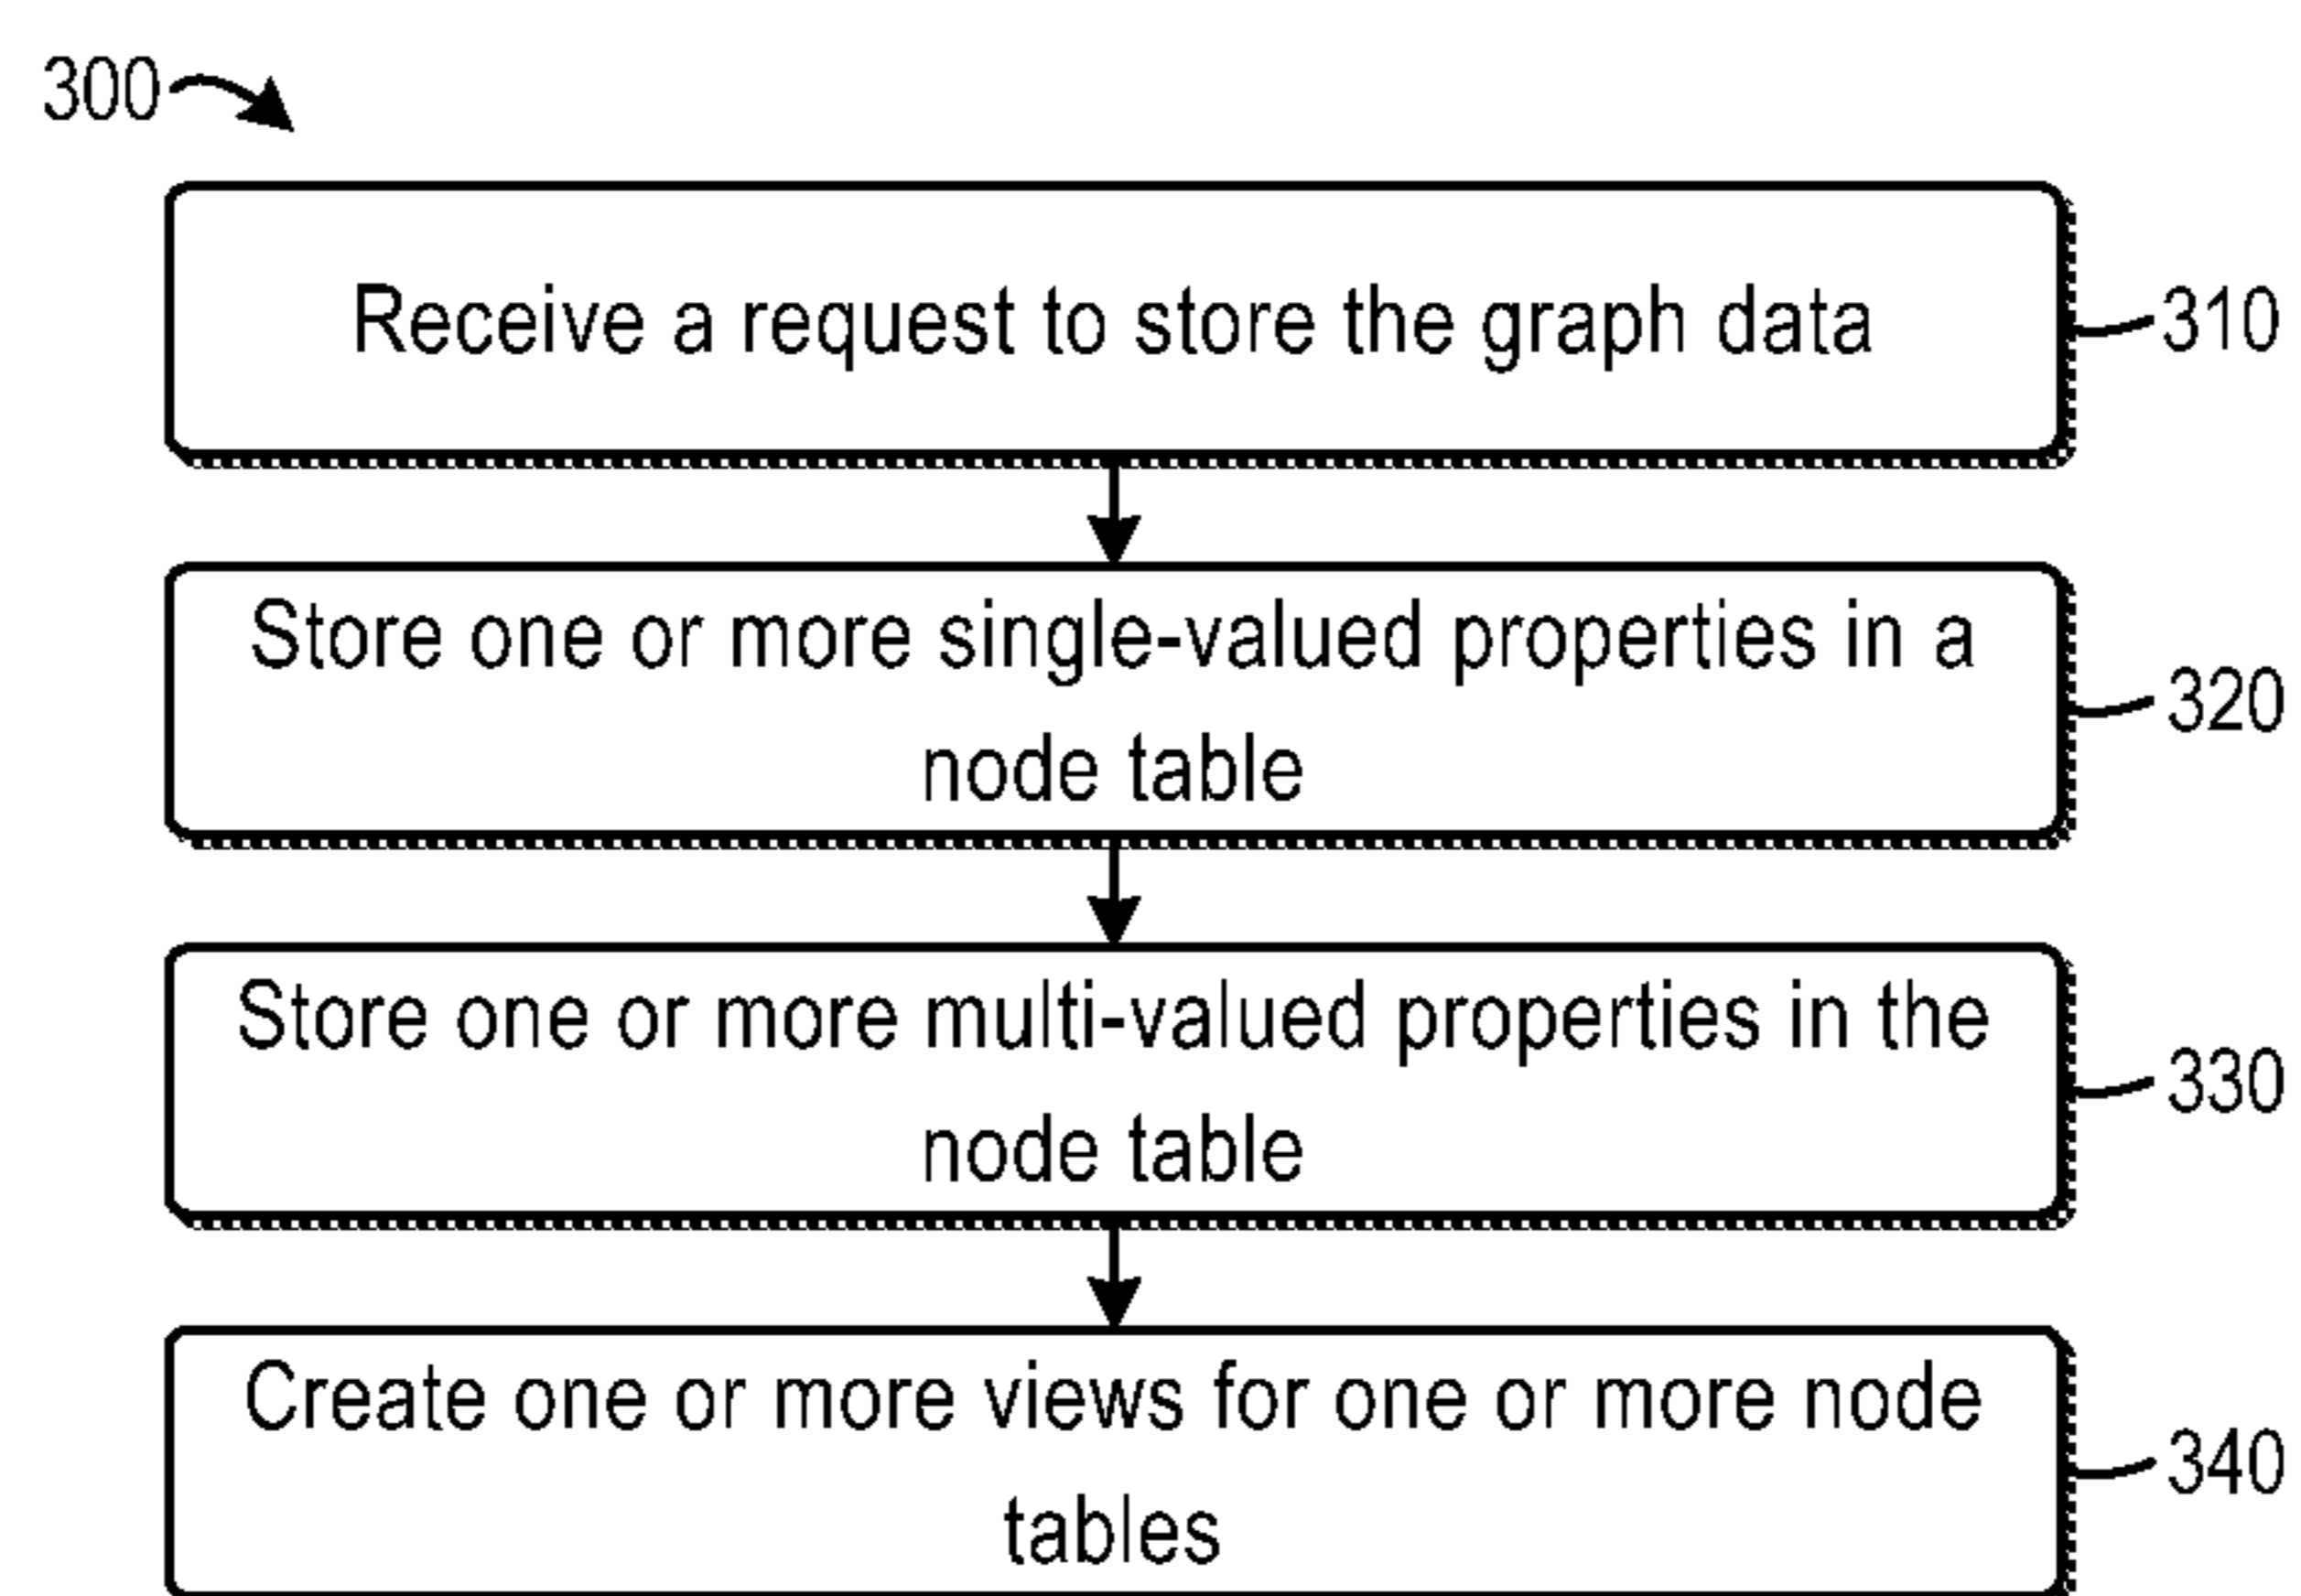 300
Receive a request to store the graph data
310
Store one or more single-valued properties in a
node table
320
Store one or more multi-valued properties in the
node table
330
Create one or more views for one or more node
tables
340